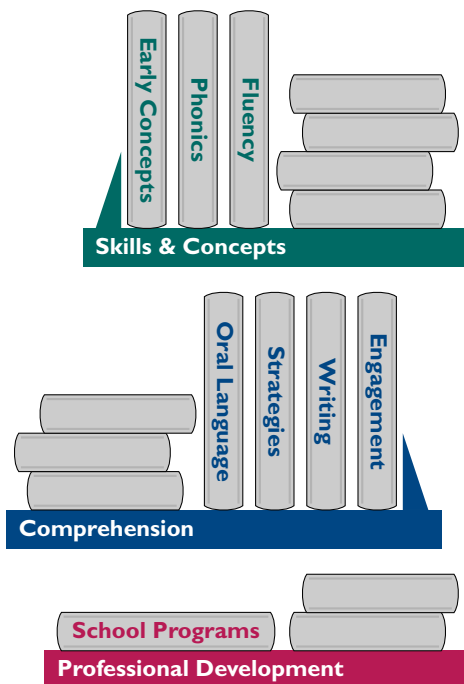 Early Concepts
Phonics
Fluency
Skills & Concepts
Oral Language
Strategies
Writing
Engagement
Comprehension
School Programs
Professional Development